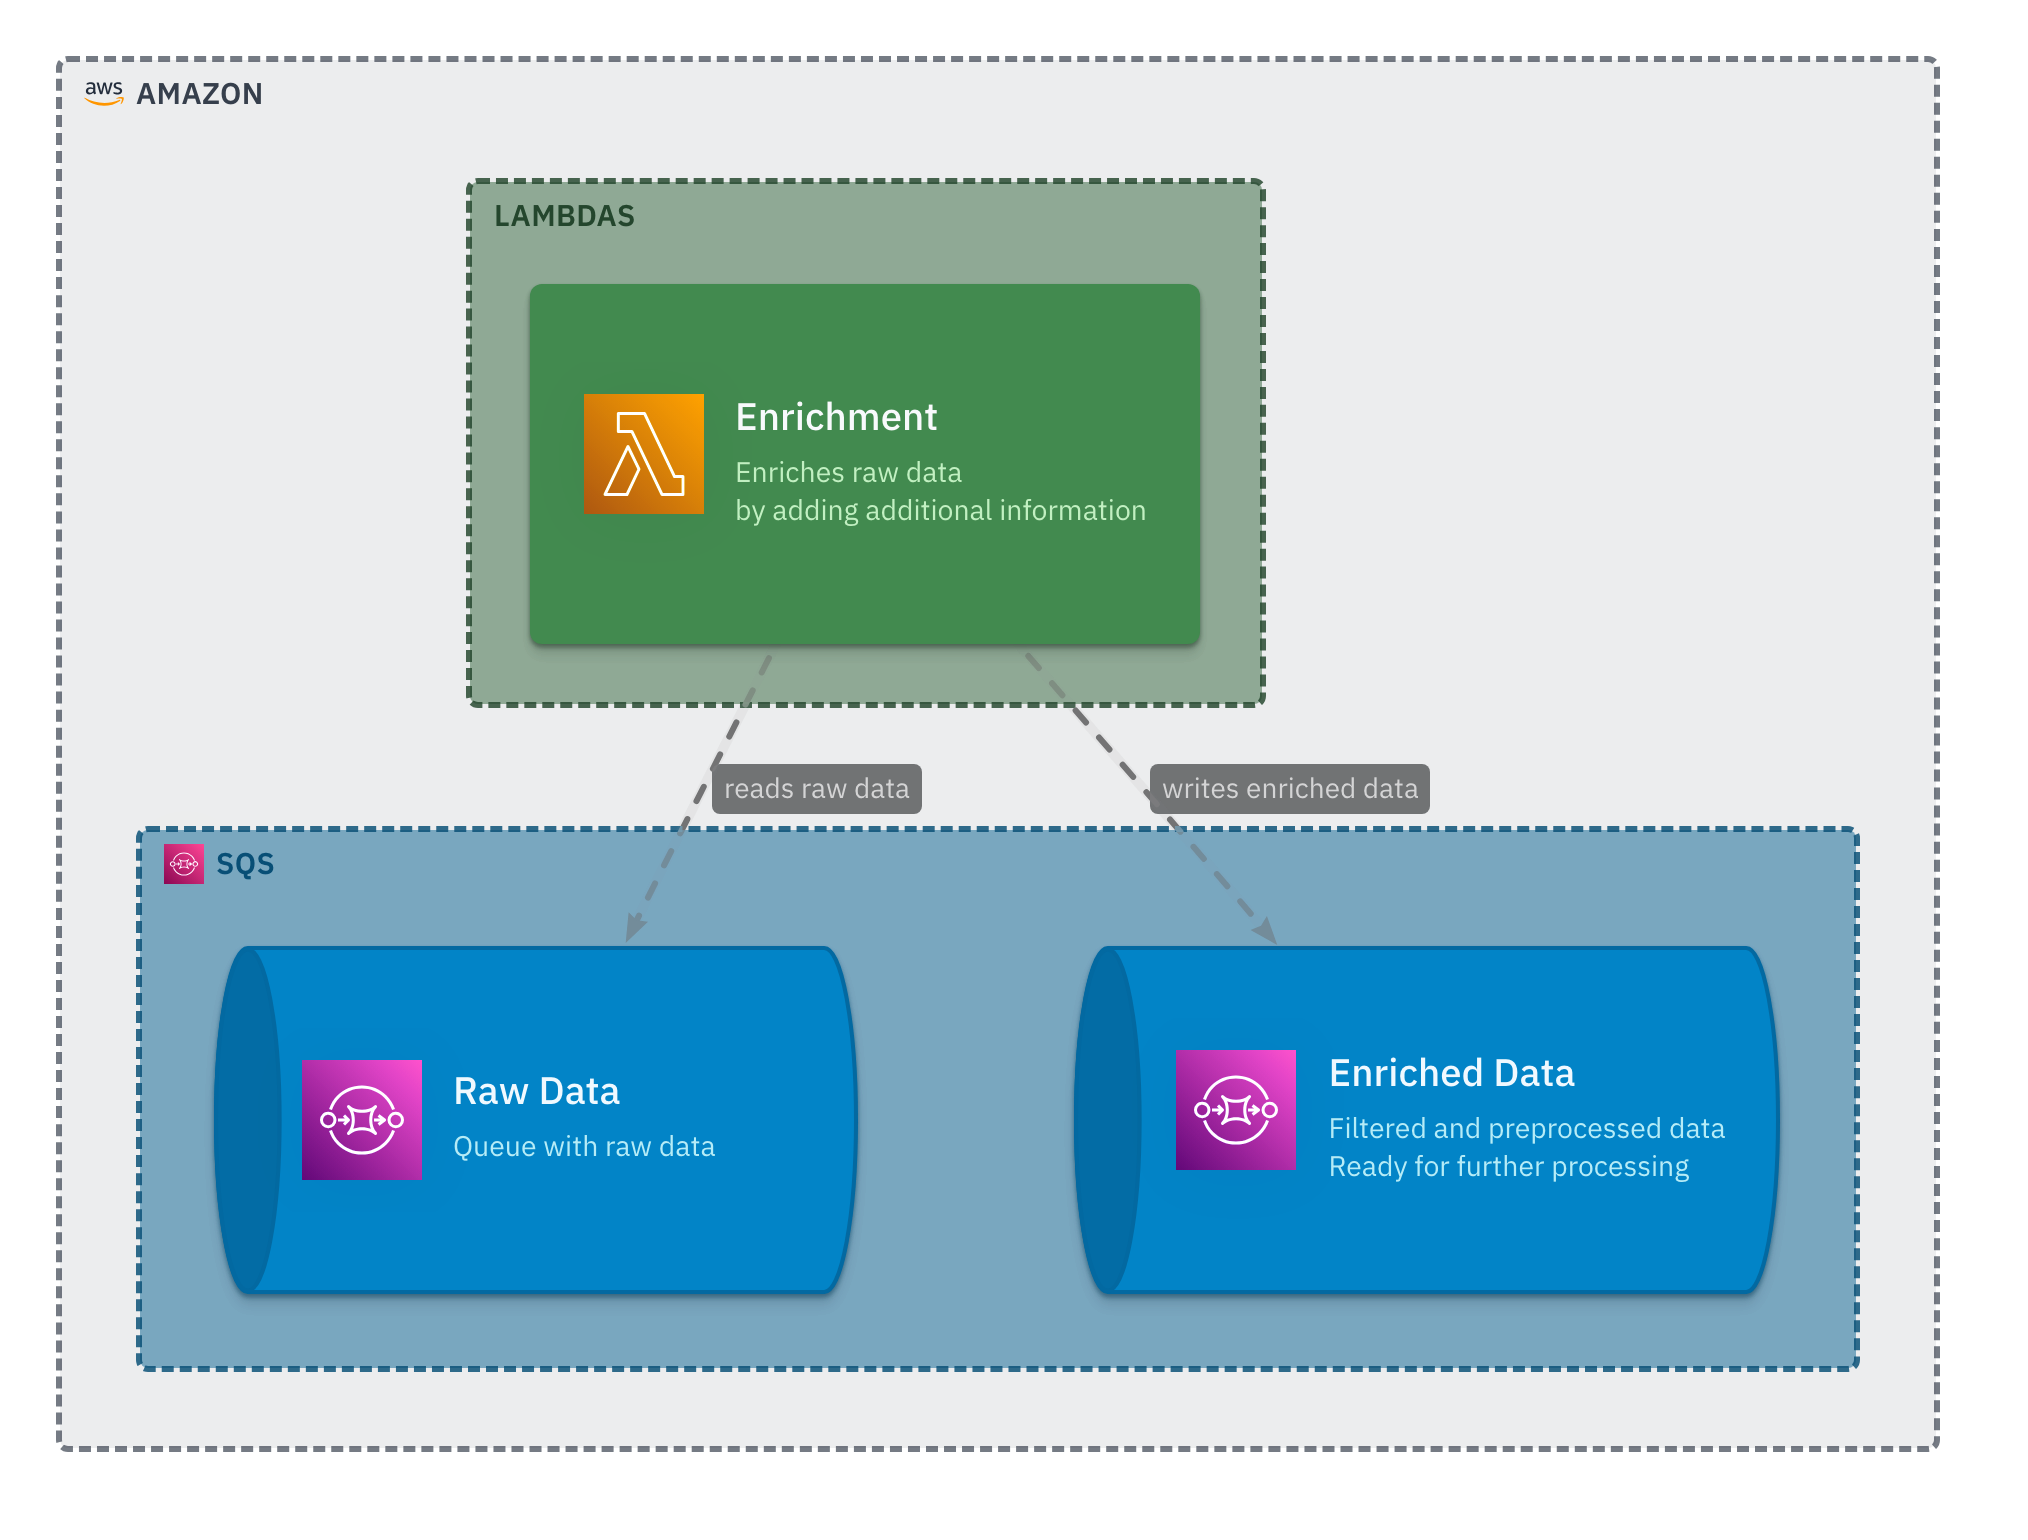 aws AMAZON
LAMBDAS
Enrichment
Enriches raw data
by adding additional information
reads raw data
writes enriched data
SQS
Raw Data
Queue with raw data
Enriched Data
Filtered and preprocessed data
Ready for further processing